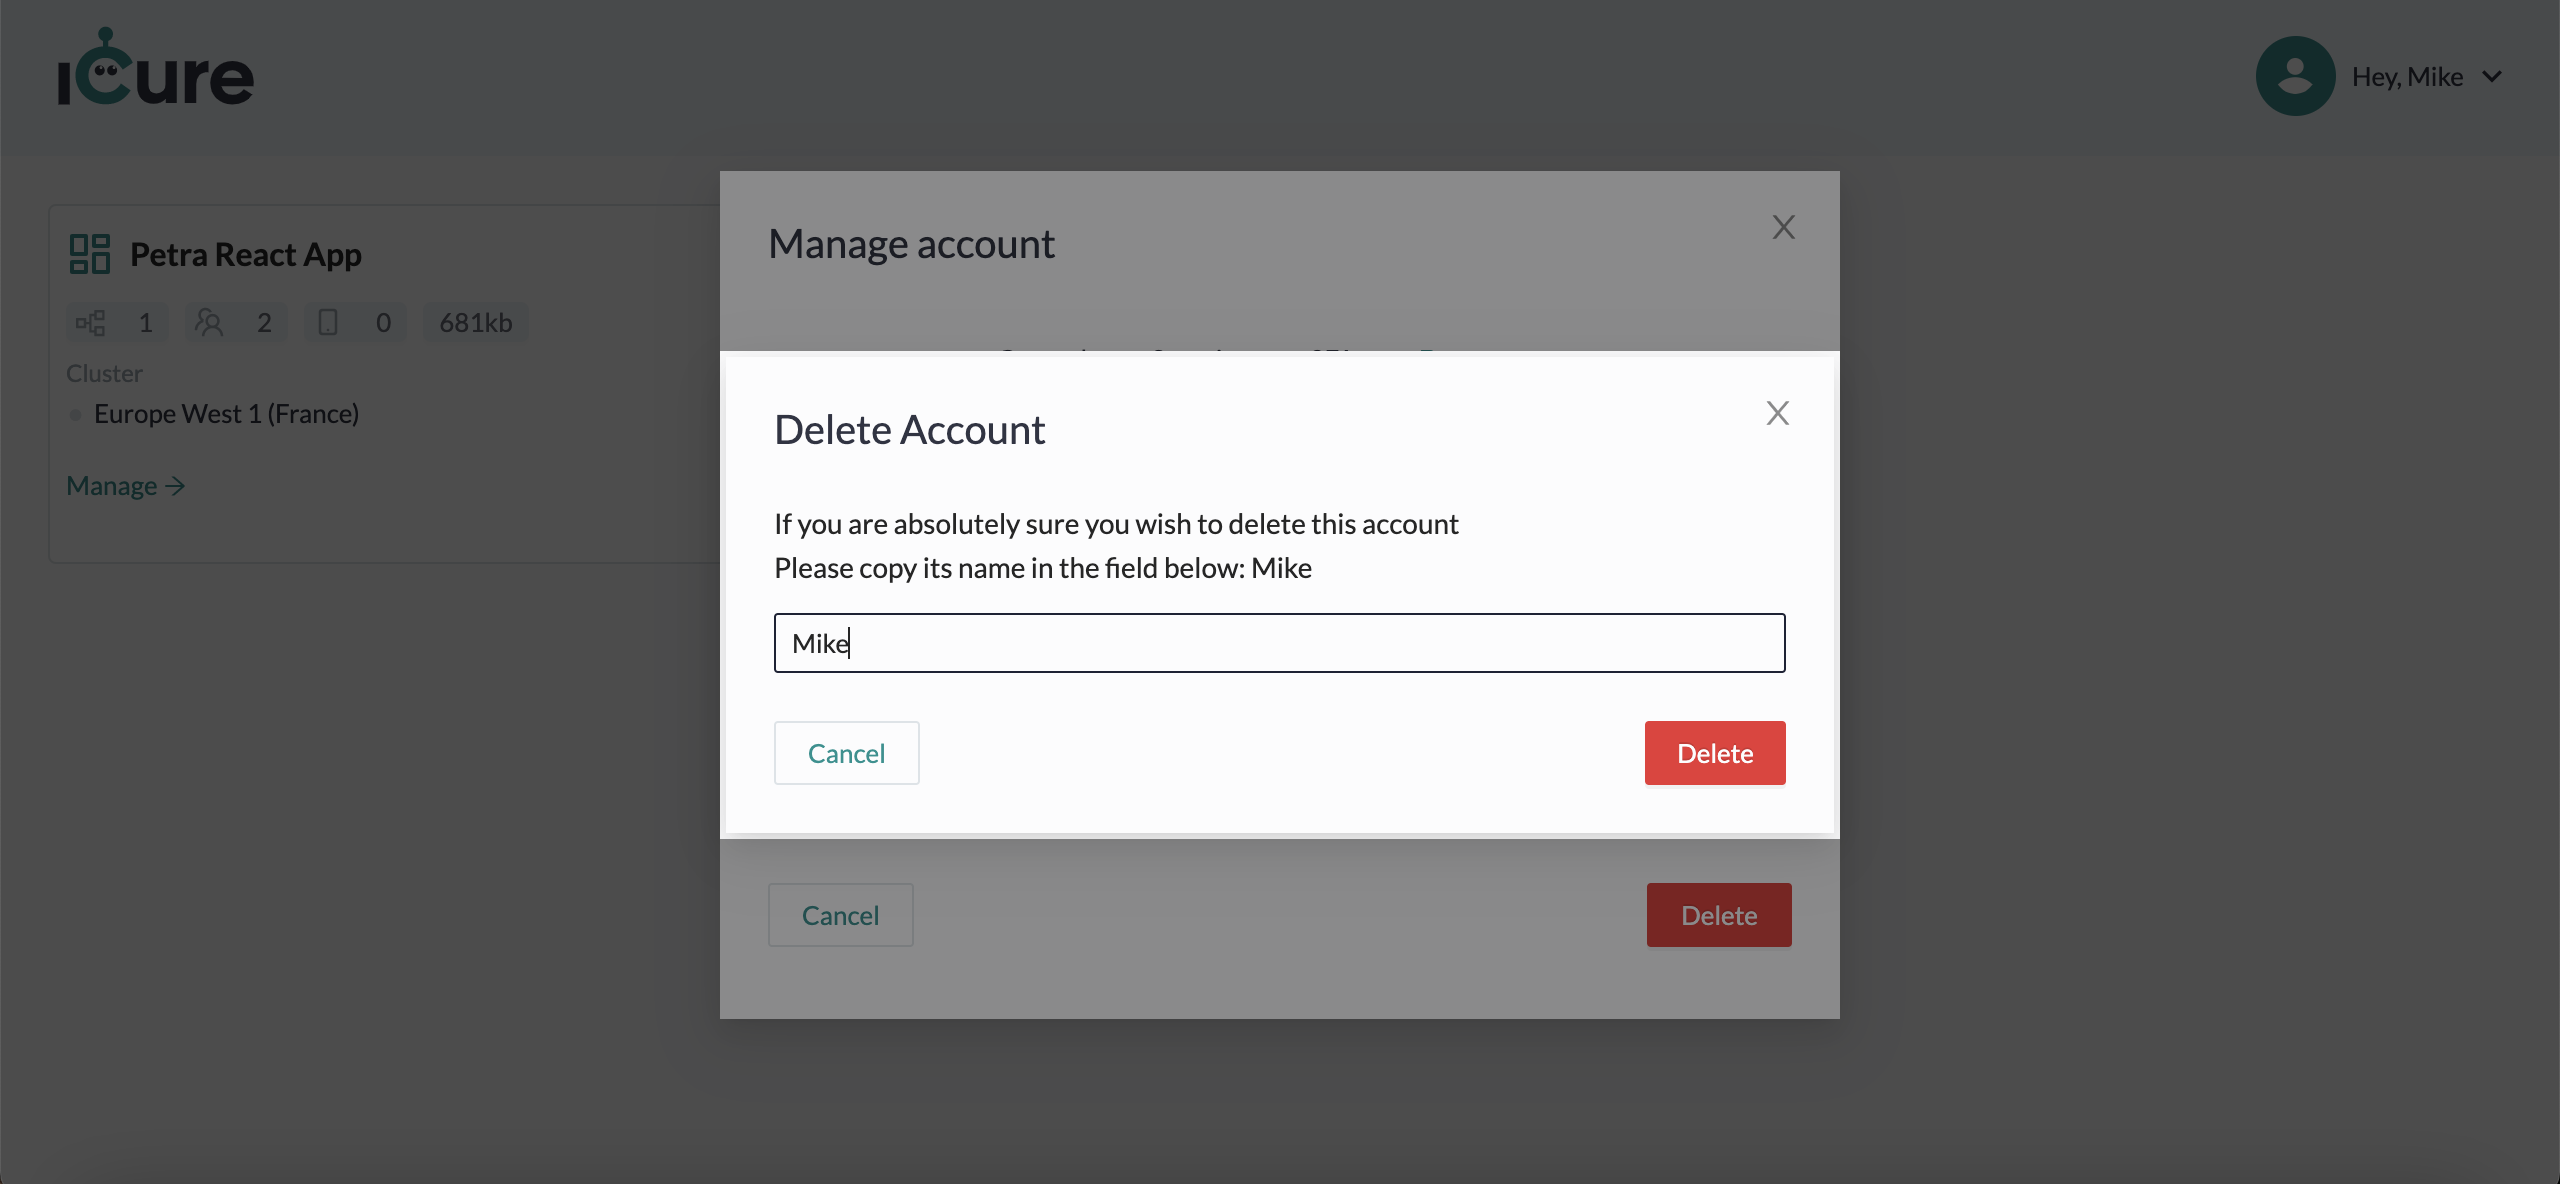 iCure
Hey, Mike
Petra React App
1 2 0 681kb
Cluster
Europe West 1 (France)
Manage
Manage account
Delete Account
If you are absolutely sure you wish to delete this account
Please copy its name in the field below: Mike
Mike
Cancel Delete
Cancel Delete